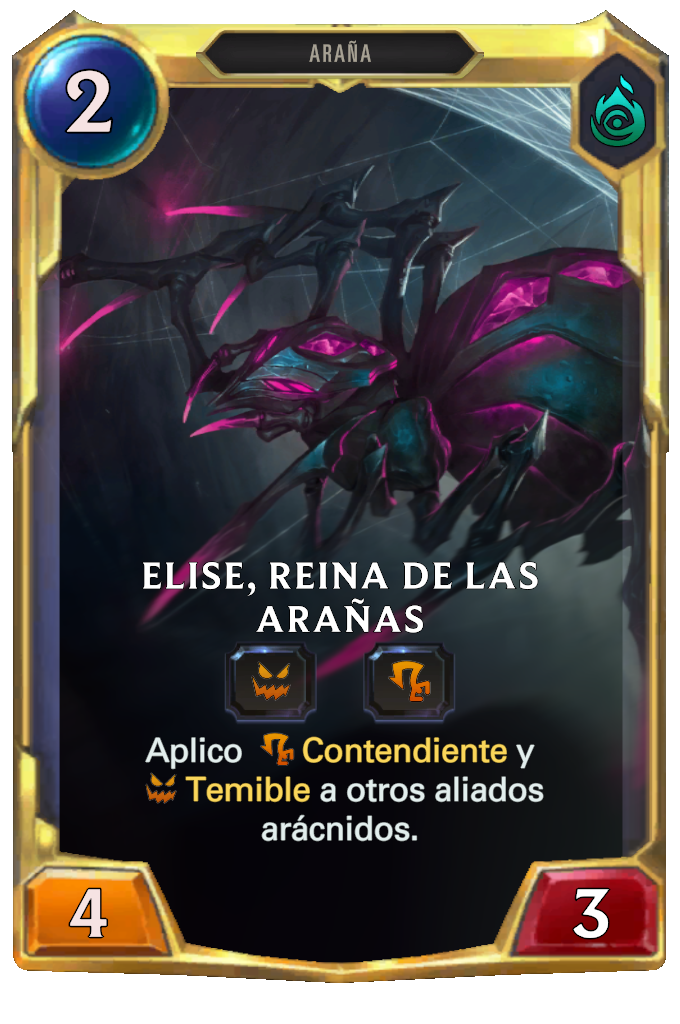 ARAÑA
2
ELISE, REINA DE LAS
ARAÑAS
Aplico Contendiente y
Temible a otros aliados
arácnidos.
4
3